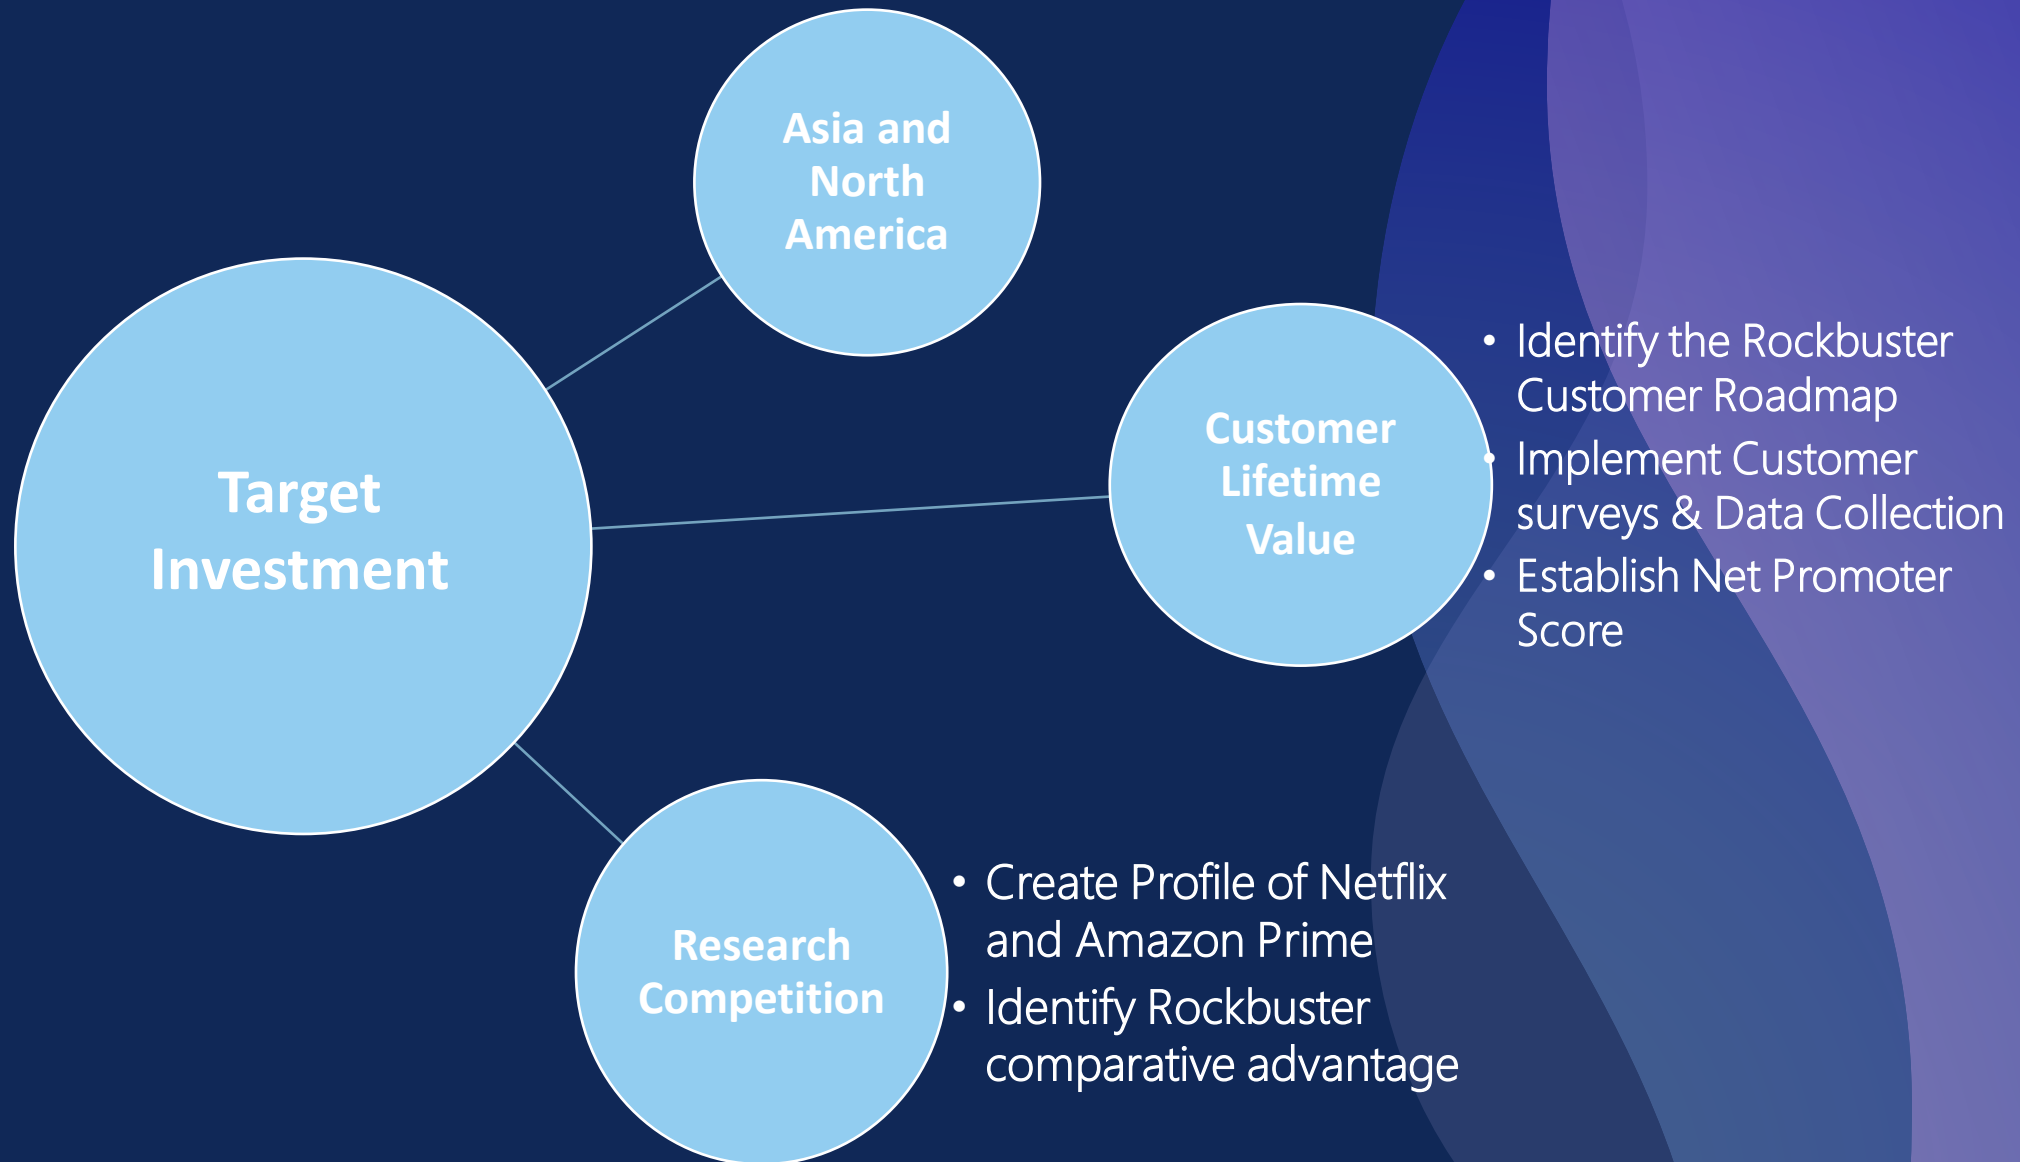 Asia and
North
America
Target
Investment
Customer
Lifetime
Value
• Identify the Rockbuster
Customer Roadmap
• Implement Customer
surveys & Data Collection
• Establish Net Promoter
Score
Research
Competition
• Create Profile of Netflix
and Amazon Prime
• Identify Rockbuster
comparative advantage